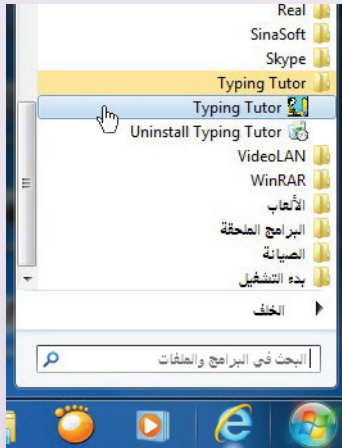 Real
SinaSoft
Skype
Typing Tutor
Typing Tutor
Uninstall Typing Tutor
VideoLAN
WinRAR
الألعاب
البرامج الملحقة
الصيانة
بدء التشغيل
الخلف
البحث في البرامج والملفات